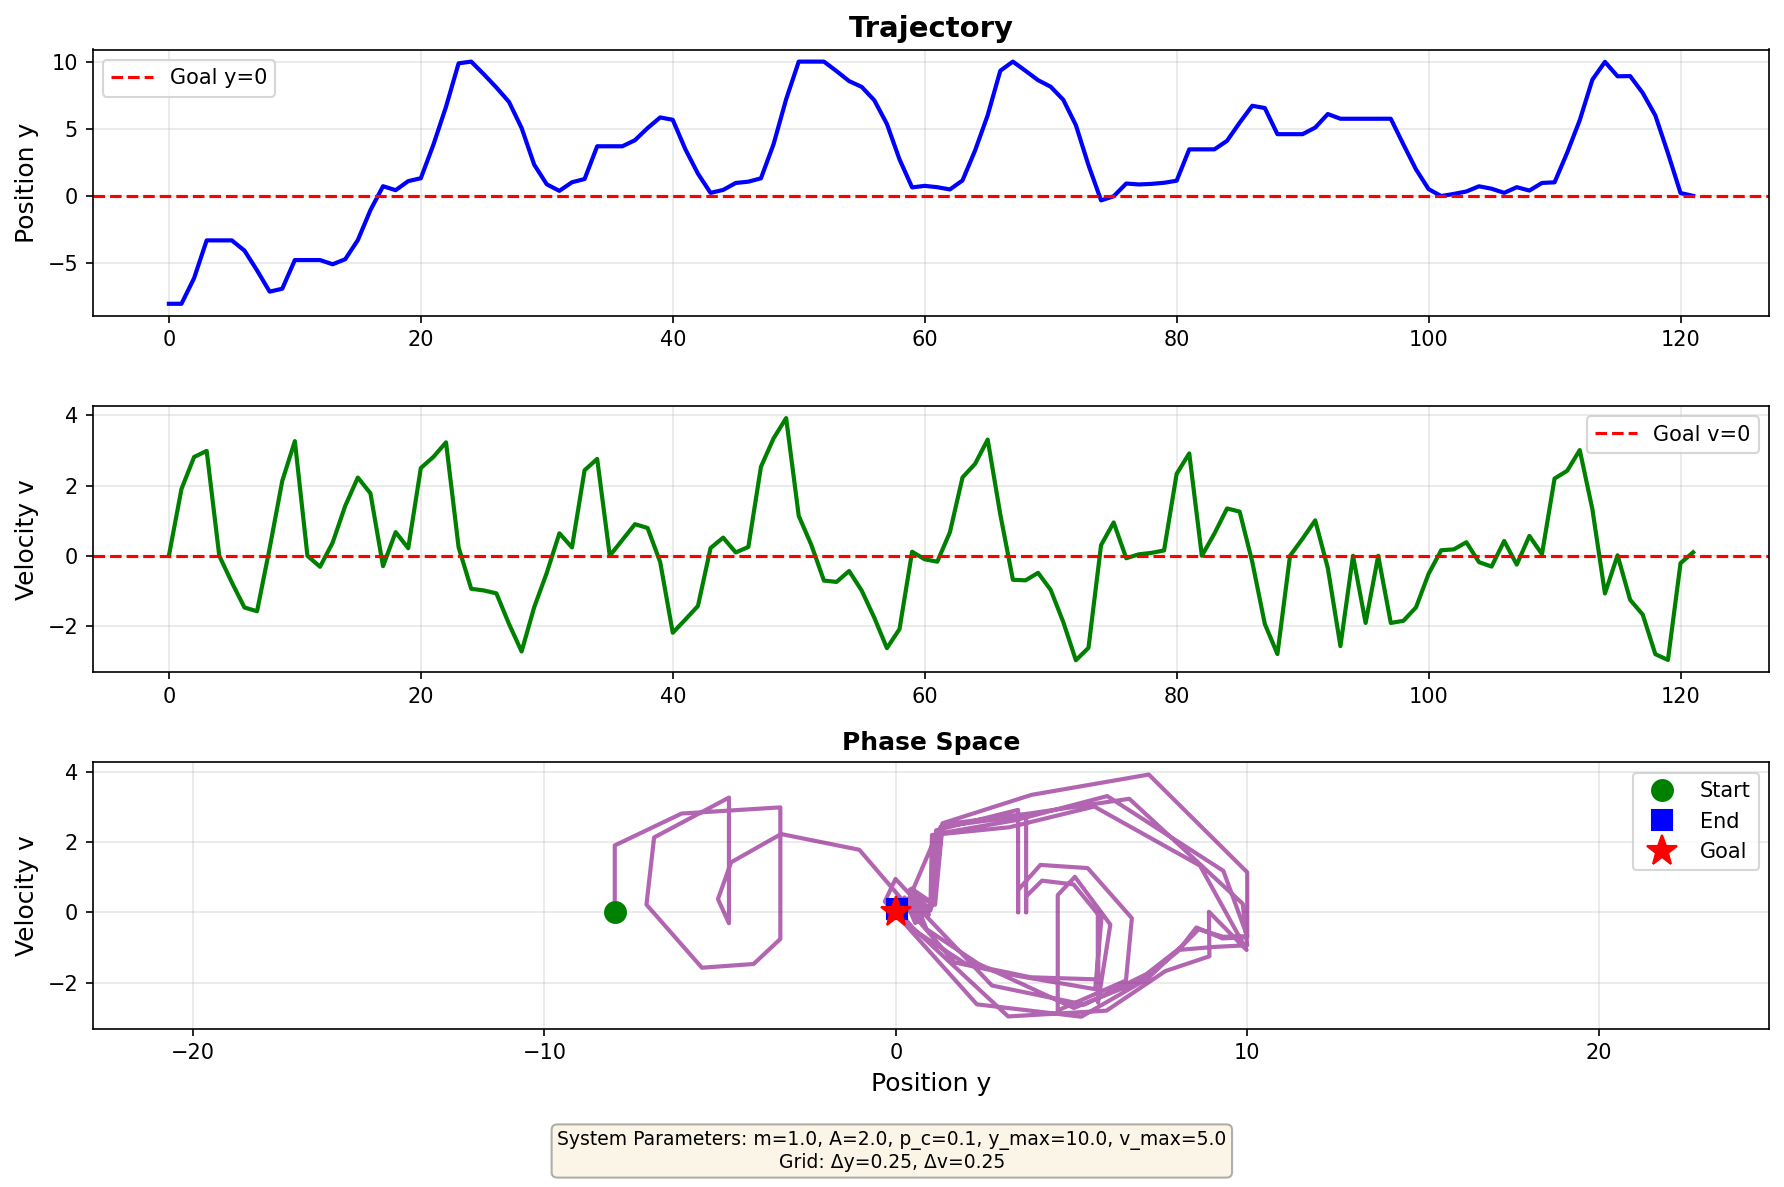 Trajectory
Position y
10
5
0
−5
Goal y=0
0
20
40
60
80
100
120
Velocity v
4
2
0
−2
Goal v=0
0
20
40
60
80
100
120
Phase Space
Velocity v
4
2
0
−2
Start
End
Goal
−20
−10
0
10
20
Position y
System Parameters: m=1.0, A=2.0, p_c=0.1, y_max=10.0, v_max=5.0
Grid: Δy=0.25, Δv=0.25